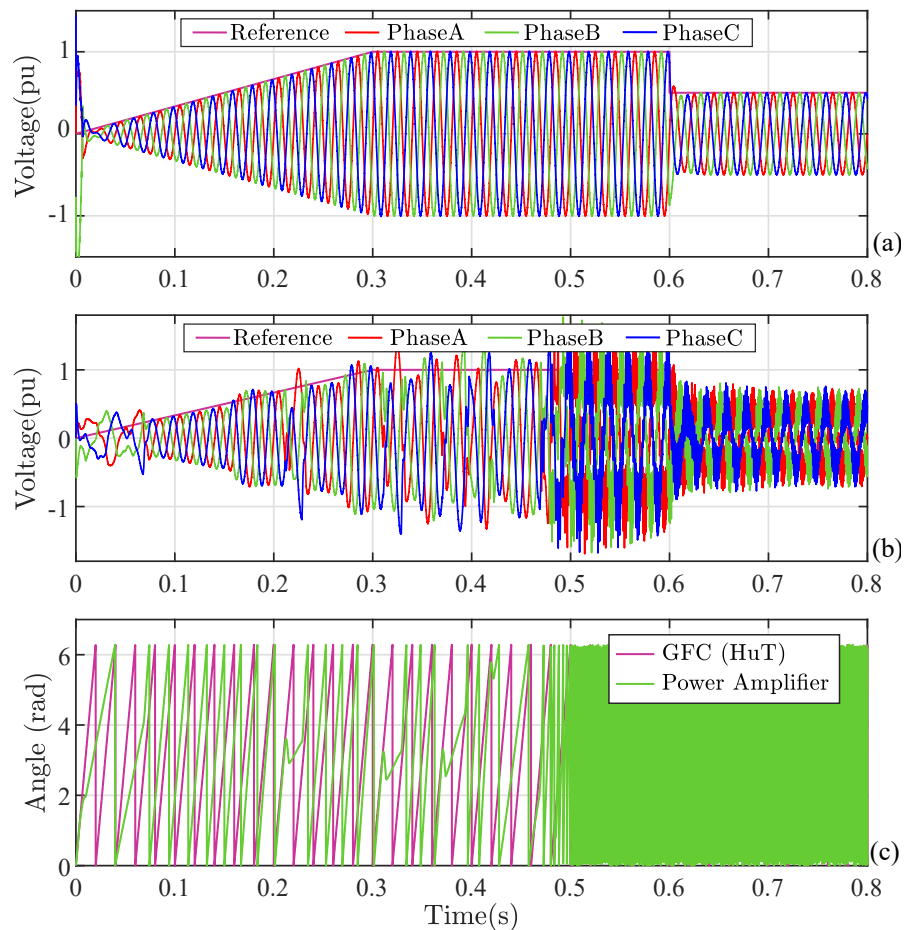 Reference PhaseA PhaseB PhaseC
Voltage(pu)
1
0
-1
(a)
0 0.1 0.2 0.3 0.4 0.5 0.6 0.7 0.8
Reference PhaseA PhaseB PhaseC
Voltage(pu)
1
0
-1
(b)
0 0.1 0.2 0.3 0.4 0.5 0.6 0.7 0.8
GFC (HuT)
Power Amplifier
Angle (rad)
6
4
2
0
(c)
0 0.1 0.2 0.3 0.4 0.5 0.6 0.7 0.8
Time(s)